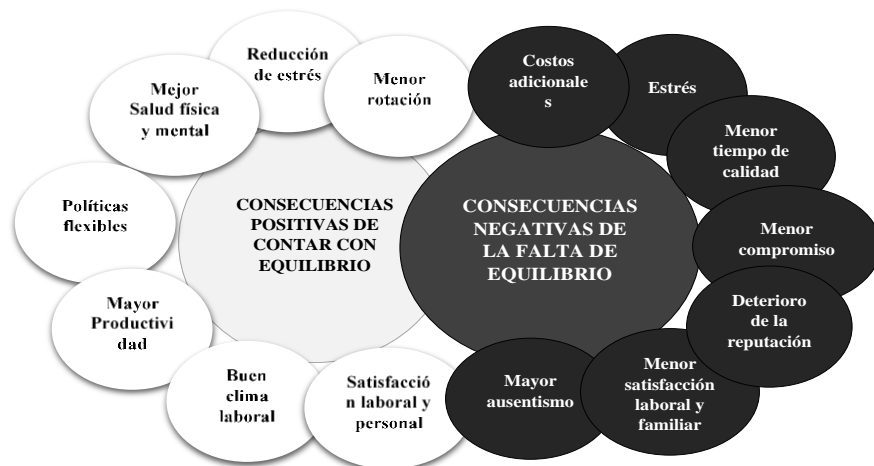 Reducción
de estrés
Menor
rotación
Mejor
Salud física
y mental
Políticas
flexibles
Mayor
Productivi
dad
Buen
clima
laboral
Satisfacció
n laboral y
personal
CONSECUENCIAS
POSITIVAS DE
CONTAR CON
EQUILIBRIO
CONSECUENCIAS
NEGATIVAS DE
LA FALTA DE
EQUILIBRIO
Costos
adicionale
s
Estrés
Menor
tiempo de
calidad
Menor
compromiso
Deterioro
de la
reputación
Menor
satisfacción
laboral y
familiar
Mayor
ausentismo